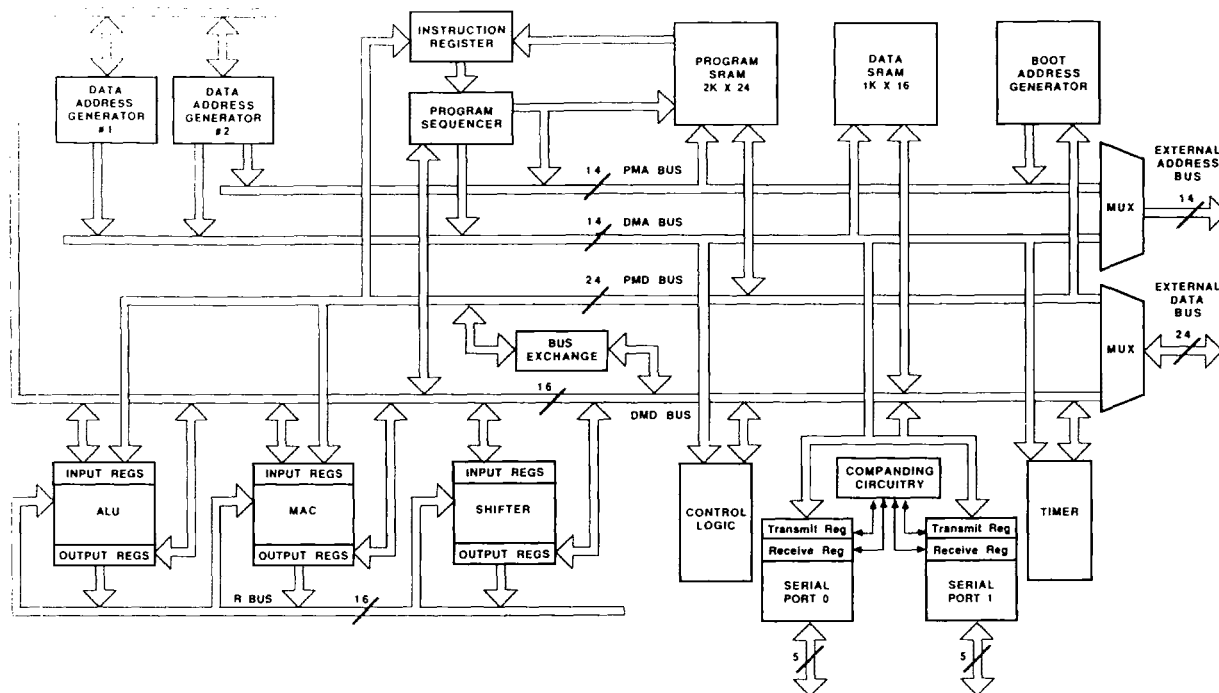 INSTRUCTION
REGISTER
PROGRAM
SRAM
2K X 24
DATA
SRAM
1K X 16
BOOT
ADDRESS
GENERATOR
DATA
ADDRESS
GENERATOR
#1
DATA
ADDRESS
GENERATOR
#2
PROGRAM
SEQUENCER
EXTERNAL
ADDRESS
BUS
14
PMA BUS
14
MUX
14
DMA BUS
24
PMD BUS
EXTERNAL
DATA
BUS
24
MUX
BUS
EXCHANGE
16
DMD BUS
INPUT REGS
ALU
OUTPUT REGS
INPUT REGS
MAC
OUTPUT REGS
INPUT REGS
SHIFTER
OUTPUT REGS
R BUS
16
CONTROL
LOGIC
COMPANDING
CIRCUITRY
Transmit Reg
Receive Reg
SERIAL
PORT 0
Transmit Reg
Receive Reg
SERIAL
PORT 1
TIMER
5
5